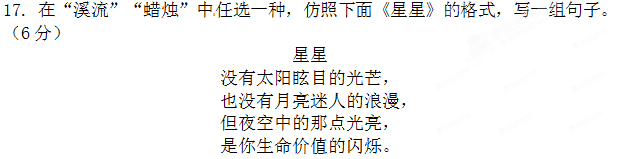 17. 在“溪流”“蜡烛”中任选一种，仿照下面《星星》的格式，写一组句子。
（6 分）
星星
没有太阳眩目的光芒，
也没有月亮迷人的浪漫，
但夜空中的那点光亮，
是你生命价值的闪烁。